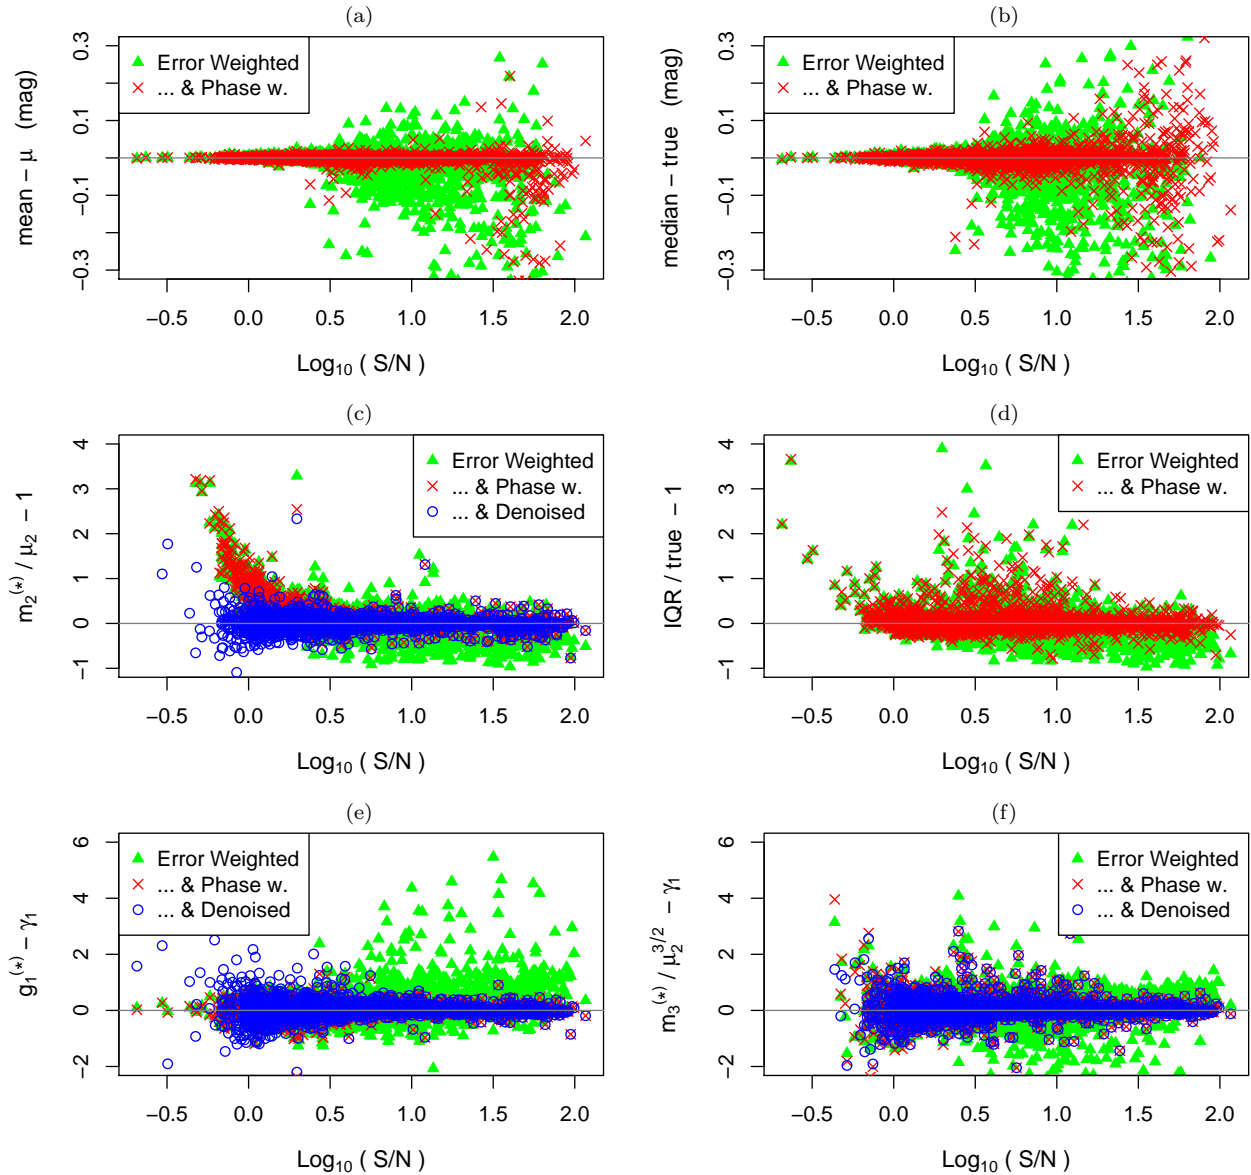 (a)
mean − μ (mag)
0.3
0.1
−0.1
−0.3
Error Weighted
... & Phase w.
−0.5 0.0 0.5 1.0 1.5 2.0
Log10 ( S/N )
(b)
median − true (mag)
0.3
0.1
−0.1
−0.3
Error Weighted
... & Phase w.
−0.5 0.0 0.5 1.0 1.5 2.0
Log10 ( S/N )
(c)
m2(*) / μ2 − 1
4
3
2
1
0
−1
Error Weighted
... & Phase w.
... & Denoised
−0.5 0.0 0.5 1.0 1.5 2.0
Log10 ( S/N )
(d)
IQR / true − 1
4
3
2
1
0
−1
Error Weighted
... & Phase w.
−0.5 0.0 0.5 1.0 1.5 2.0
Log10 ( S/N )
(e)
g1(*) − γ1
6
4
2
0
−2
Error Weighted
... & Phase w.
... & Denoised
−0.5 0.0 0.5 1.0 1.5 2.0
Log10 ( S/N )
(f)
m3(*) / μ2^3/2 − γ1
6
4
2
0
−2
Error Weighted
... & Phase w.
... & Denoised
−0.5 0.0 0.5 1.0 1.5 2.0
Log10 ( S/N )